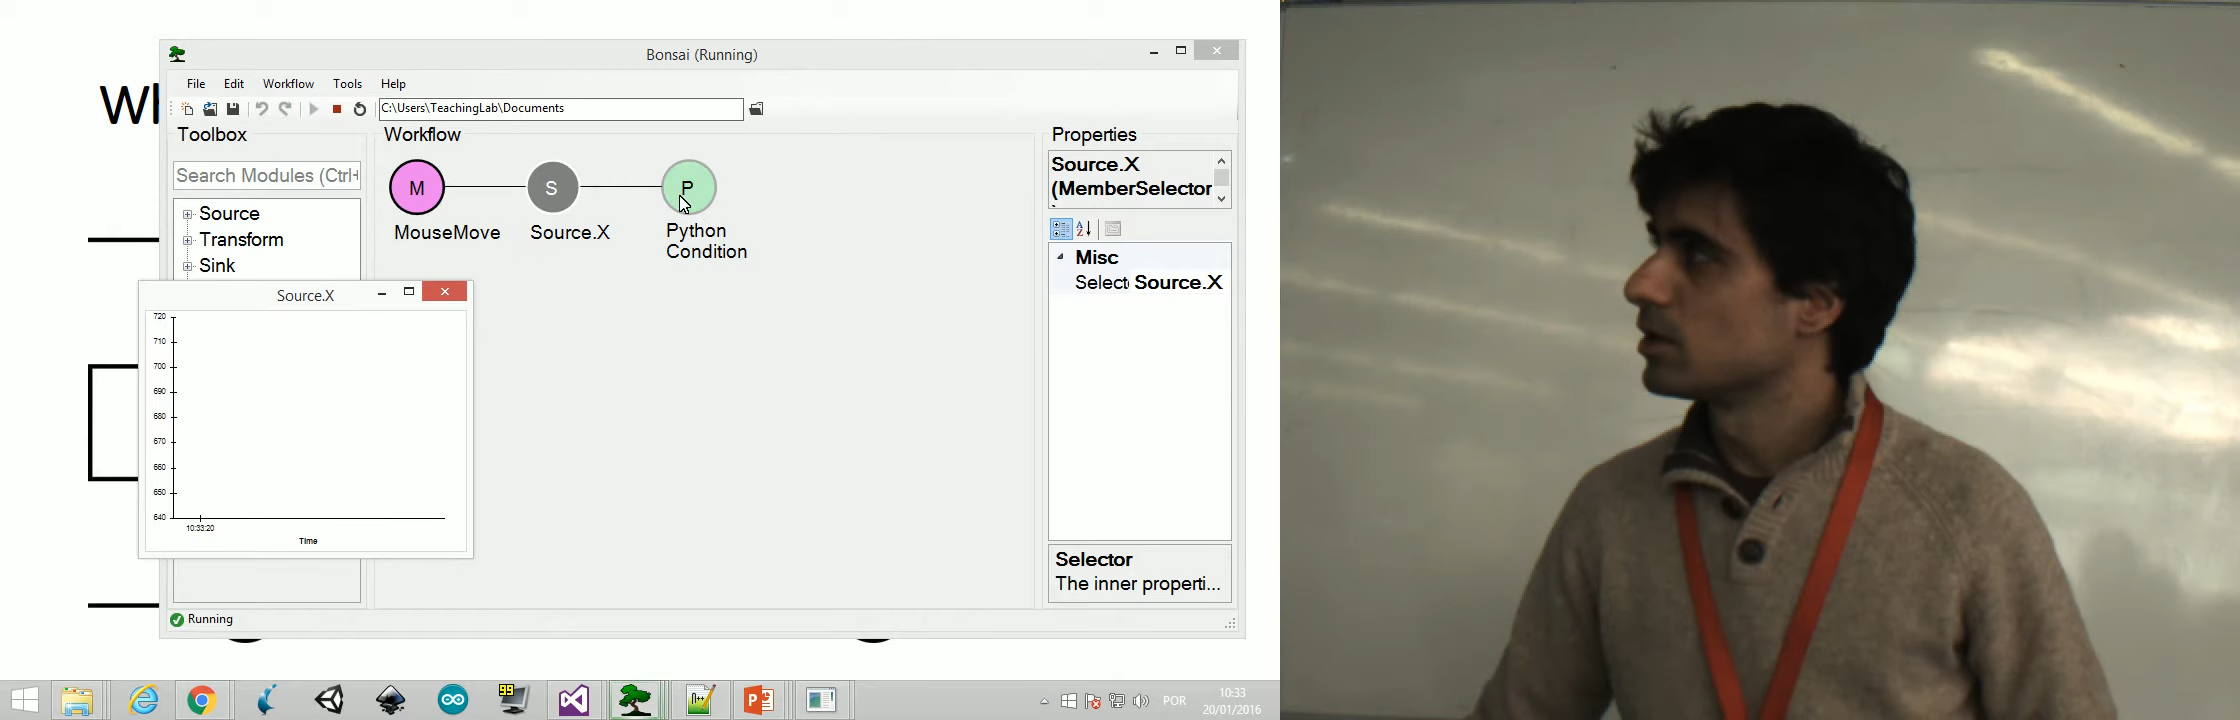 Wh
Bonsai (Running)
File Edit Workflow Tools Help
C:\Users\TeachingLab\Documents
Toolbox
Workflow
Properties
Search Modules (Ctrl+
Source
Transform
Sink
M
S
P
MouseMove
Source.X
Python
Condition
Source.X
(MemberSelector
)
A
Z
Misc
Select Source.X
Selector
The inner properti...
Source.X
720
710
700
690
680
670
660
650
640
10:33:20
Time
Running
99
POR
10:33
20/01/2016